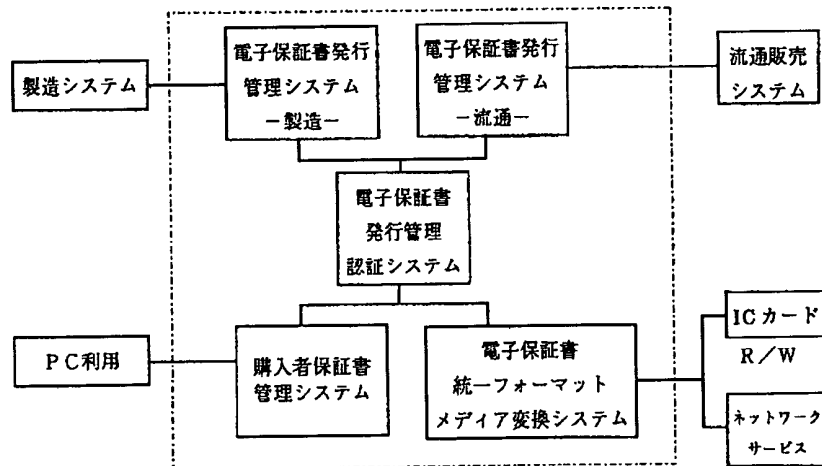 製造システム
電子保証書発行
管理システム
－製造－
電子保証書発行
管理システム
－流通－
流通販売
システム
電子保証書
発行管理
認証システム
PC利用
購入者保証書
管理システム
電子保証書
統一フォーマット
メディア変換システム
ICカード
R／W
ネットワーク
サービス